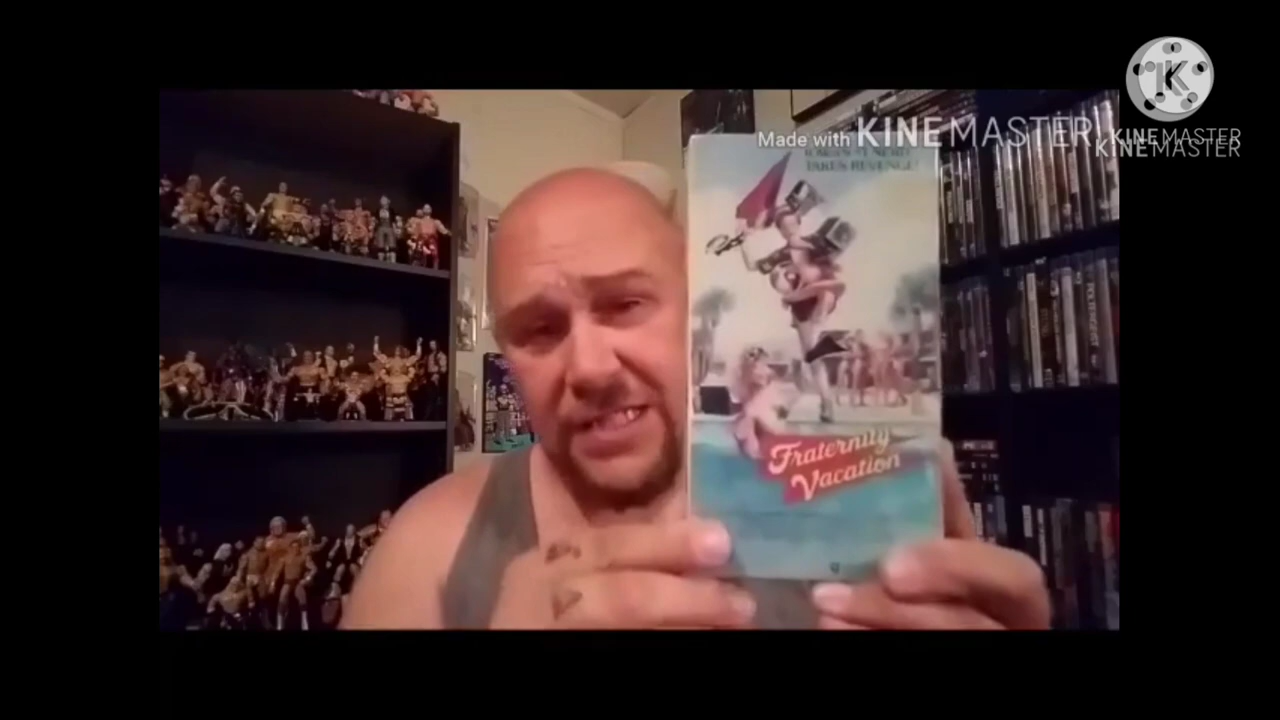 Made with KINEMASTER
KINEMASTER
KINEMASTER
TAKES REVENGE!
Fraternity
Vacation